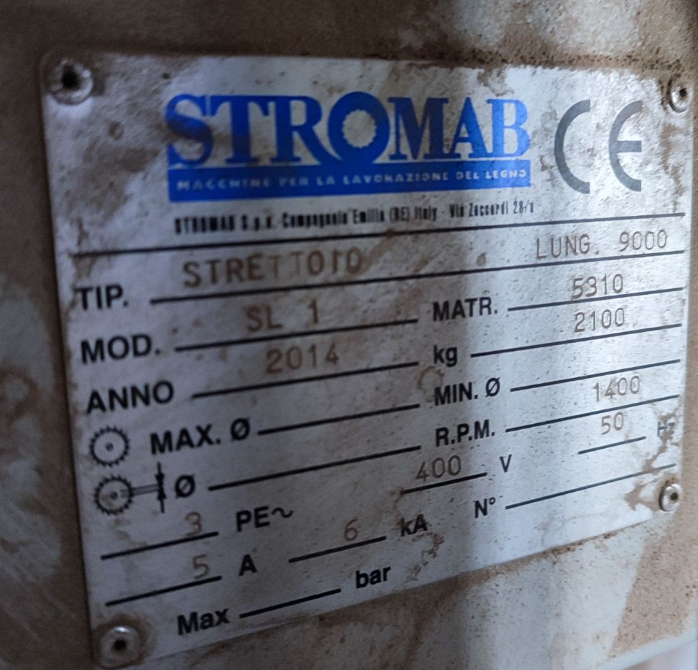 STROMAB
MACCHINE PER LA LAVORAZIONE DEL LEGNO
CE
STROMAB S.p.a. Campagnola Emilia (RE) Italy - Via Zuccardi 28/a
TIP. STRETTOIO LUNG. 9000
MOD. SL 1 MATR. 5310
ANNO 2014 kg 2100
MAX. Ø MIN. Ø
Ø R.P.M. 1400
3 PE~ 400 V 50 Hz
5 A 6 kA N°
Max bar